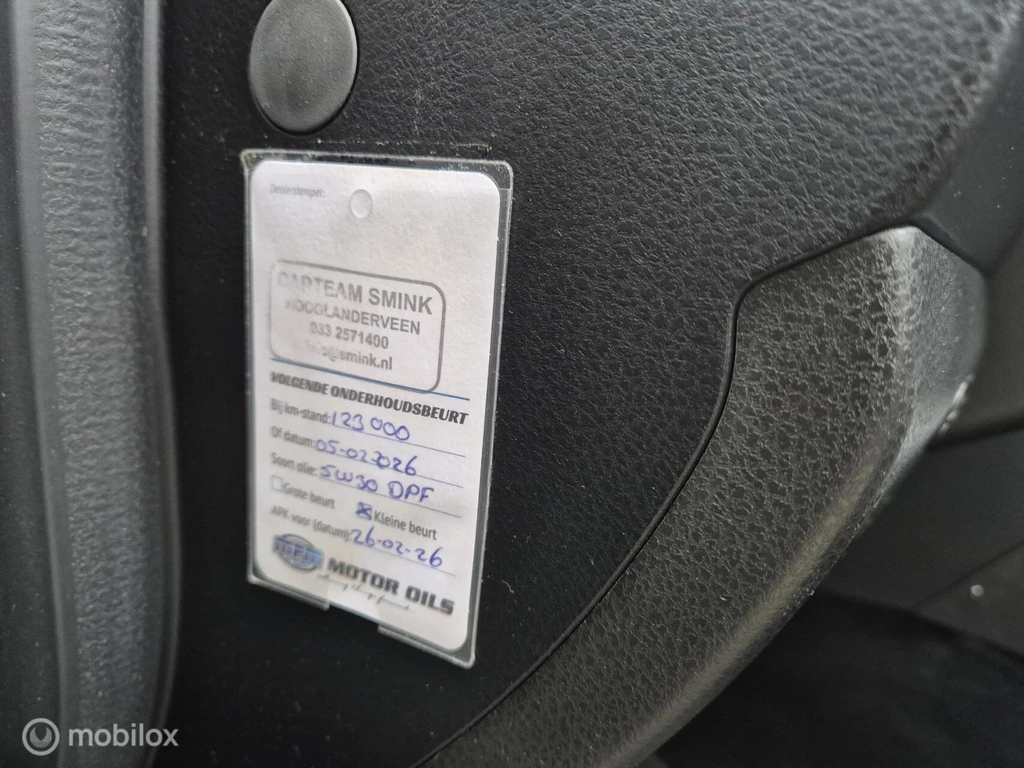 Dealerstempel:
CARTEAM SMINK
HOOGLANDERVEEN
033 2571400
@smink.nl
VOLGENDE ONDERHOUDSBEURT
Bij km-stand: 123 000
Of datum: 05-02-2026
Soort olie: 5W30 DPF
Grote beurt Kleine beurt
APK voor (datum): 26-02-26
MOTOR OILS
mobilox